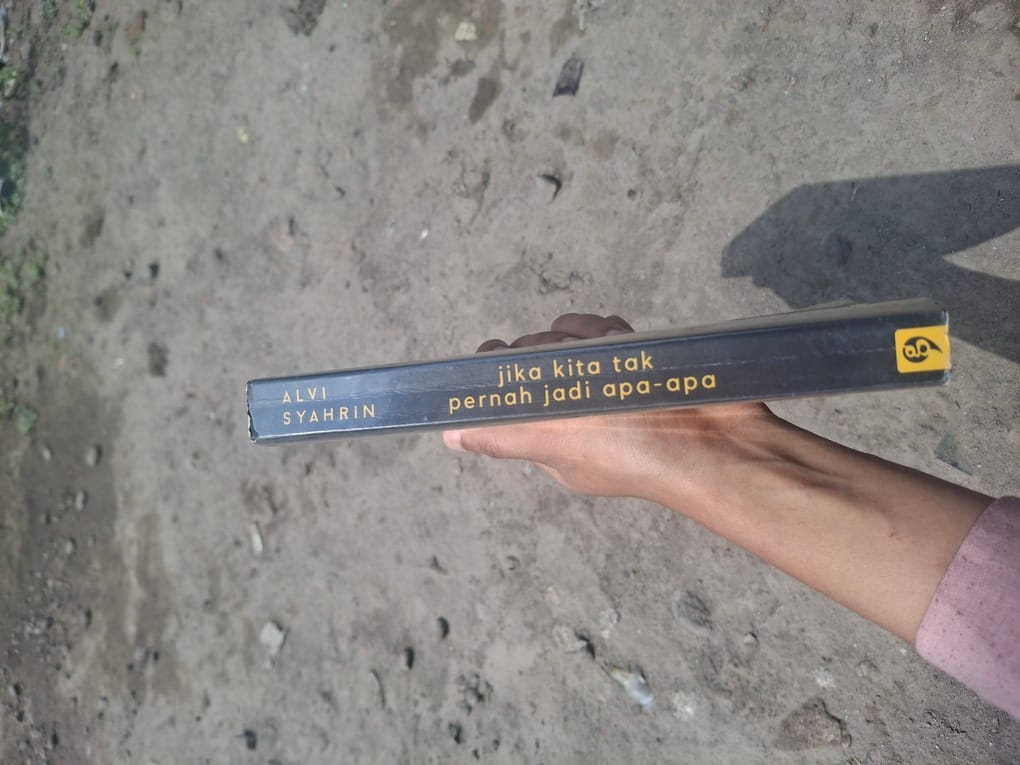 ALVI
SYAHRIN
jika kita tak
pernah jadi apa-apa